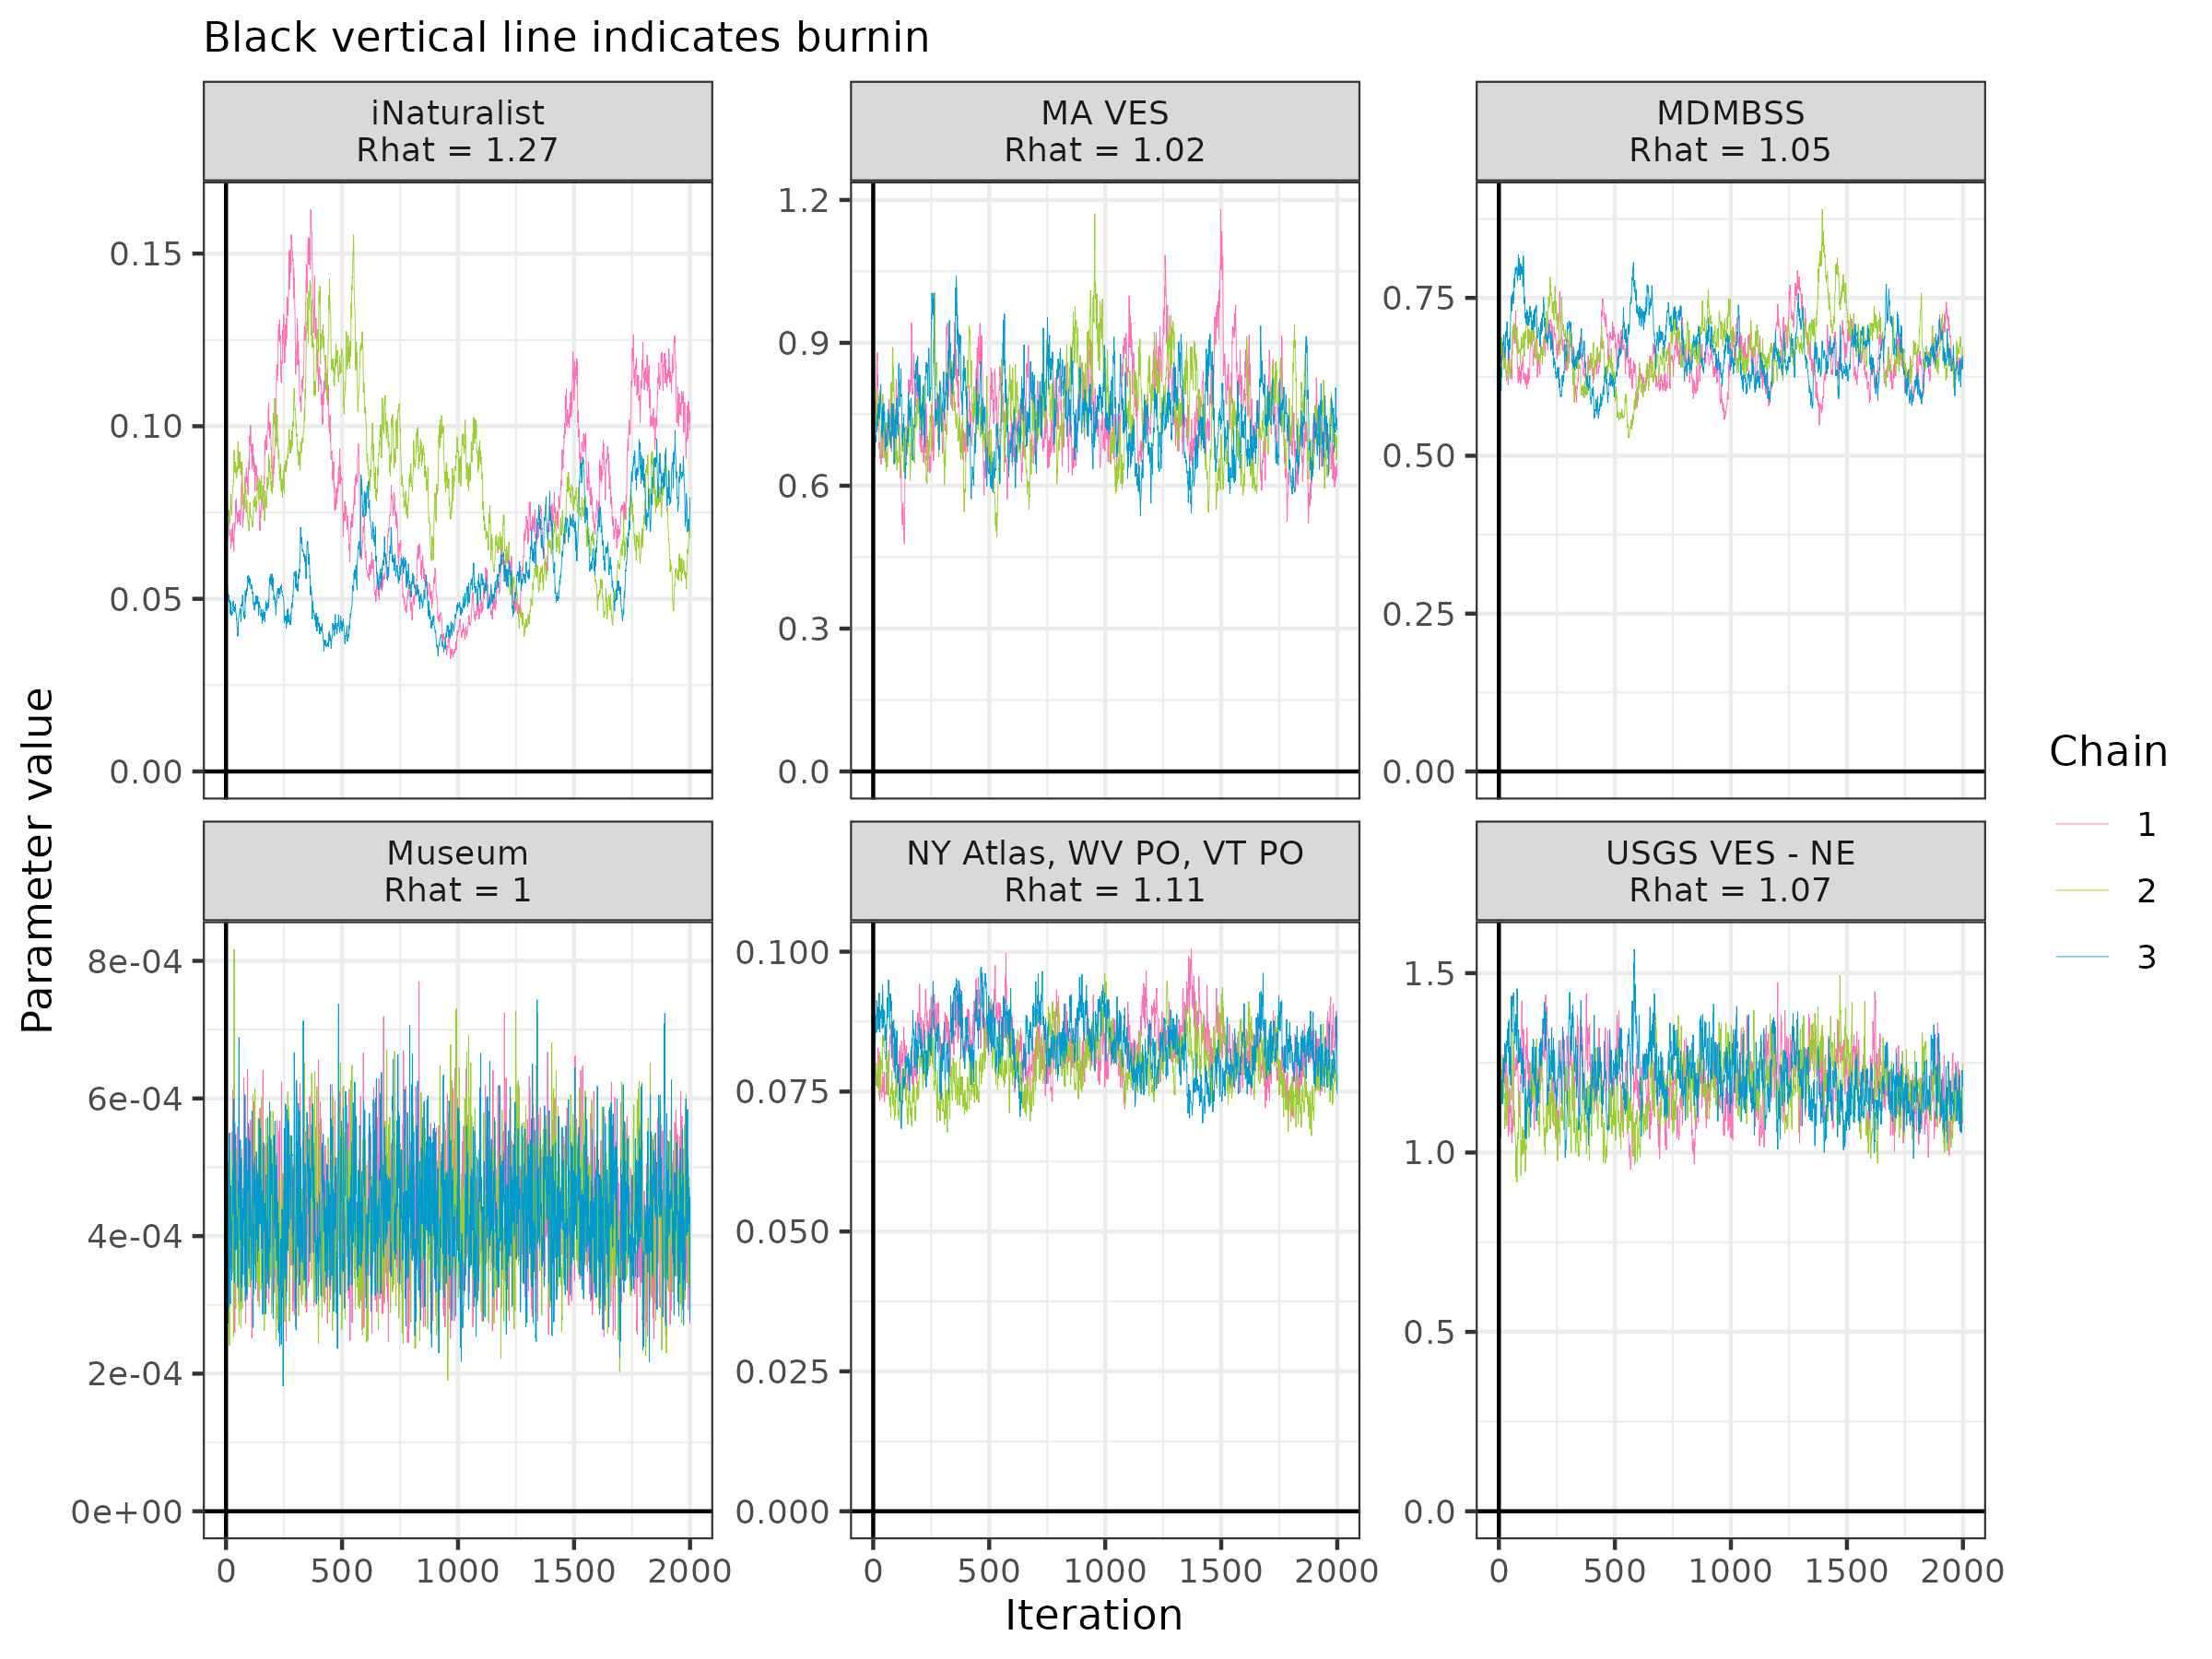 Black vertical line indicates burnin
iNaturalist
Rhat = 1.27
MA VES
Rhat = 1.02
MDMBSS
Rhat = 1.05
0.15
0.10
0.05
0.00
1.2
0.9
0.6
0.3
0.0
0.75
0.50
0.25
0.00
Museum
Rhat = 1
NY Atlas, WV PO, VT PO
Rhat = 1.11
USGS VES - NE
Rhat = 1.07
8e-04
6e-04
4e-04
2e-04
0e+00
0.100
0.075
0.050
0.025
0.000
1.5
1.0
0.5
0.0
0 500 1000 1500 2000
0 500 1000 1500 2000
0 500 1000 1500 2000
Iteration
Parameter value
Chain
1
2
3